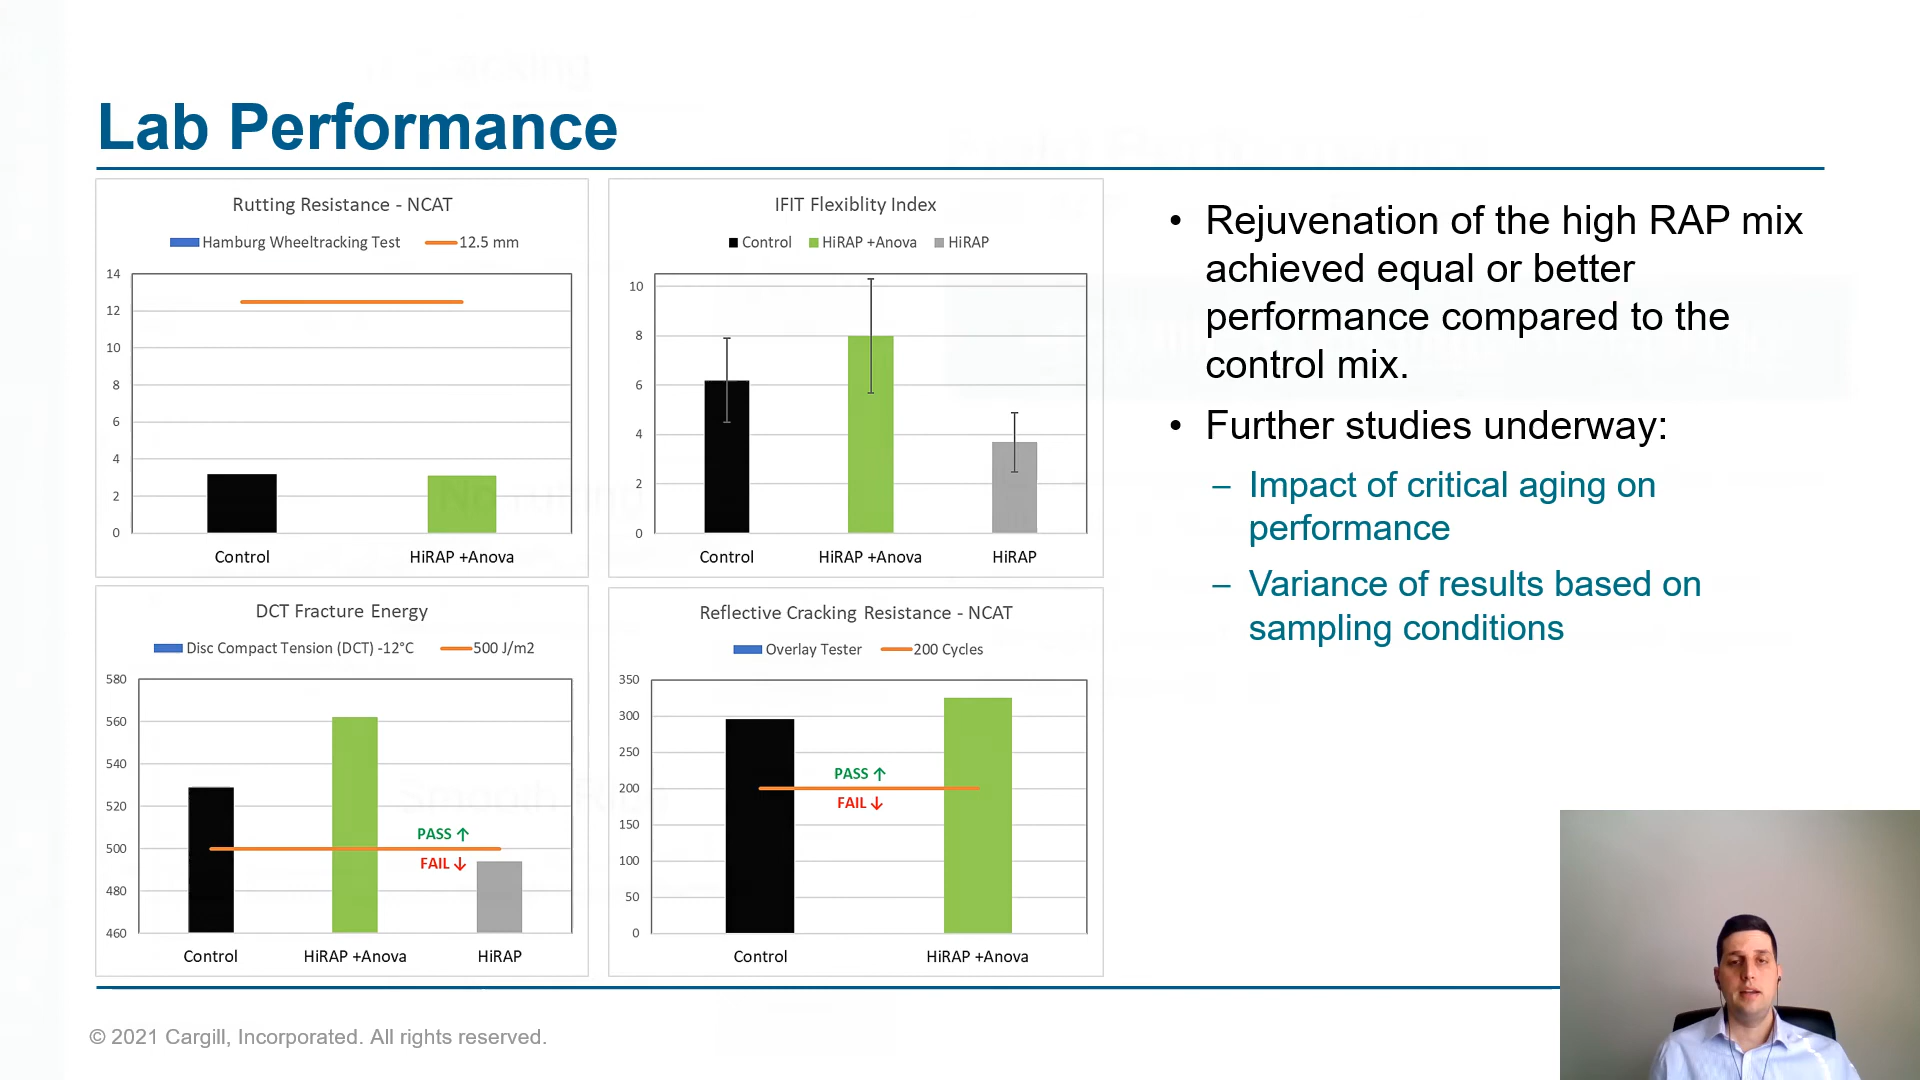 Lab Performance
Rutting Resistance - NCAT
Hamburg Wheeltracking Test 12.5 mm
14
12
10
8
6
4
2
0
Control HiRAP +Anova
IFIT Flexiblity Index
Control HiRAP +Anova HiRAP
10
8
6
4
2
0
Control HiRAP +Anova HiRAP
DCT Fracture Energy
Disc Compact Tension (DCT) -12°C 500 J/m2
580
560
540
520
500
480
460
PASS ↑
FAIL ↓
Control HiRAP +Anova HiRAP
Reflective Cracking Resistance - NCAT
Overlay Tester 200 Cycles
350
300
250
200
150
100
50
0
PASS ↑
FAIL ↓
Control HiRAP +Anova
• Rejuvenation of the high RAP mix
achieved equal or better
performance compared to the
control mix.
• Further studies underway:
– Impact of critical aging on
performance
– Variance of results based on
sampling conditions
© 2021 Cargill, Incorporated. All rights reserved.